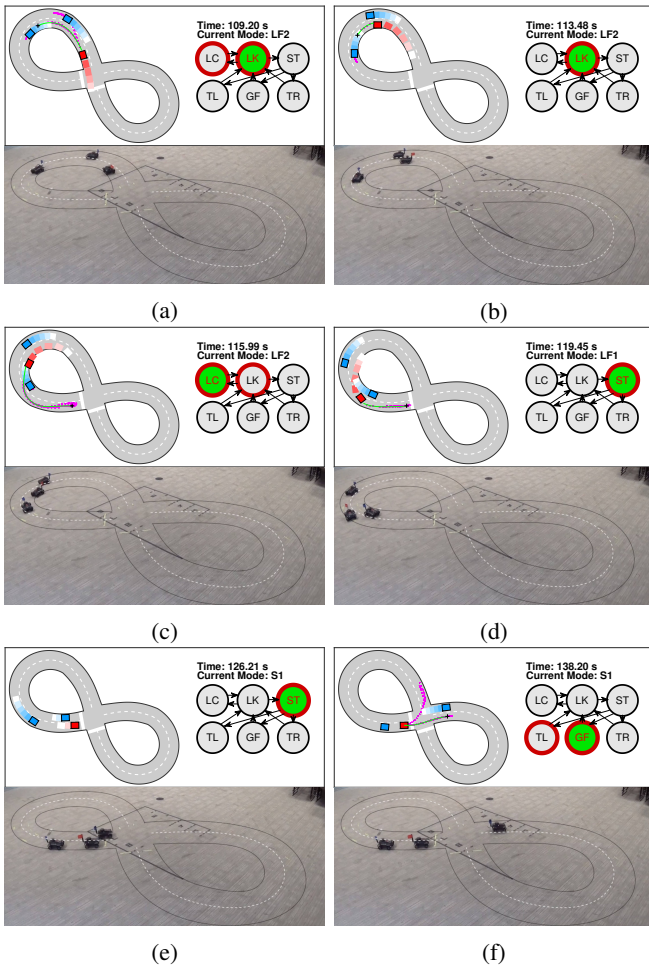 Time: 109.20 s
Current Mode: LF2
LC LK ST
TL GF TR
(a)
Time: 113.48 s
Current Mode: LF2
LC LK ST
TL GF TR
(b)
Time: 115.99 s
Current Mode: LF2
LC LK ST
TL GF TR
(c)
Time: 119.45 s
Current Mode: LF1
LC LK ST
TL GF TR
(d)
Time: 126.21 s
Current Mode: S1
LC LK ST
TL GF TR
(e)
Time: 138.20 s
Current Mode: S1
LC LK ST
TL GF TR
(f)